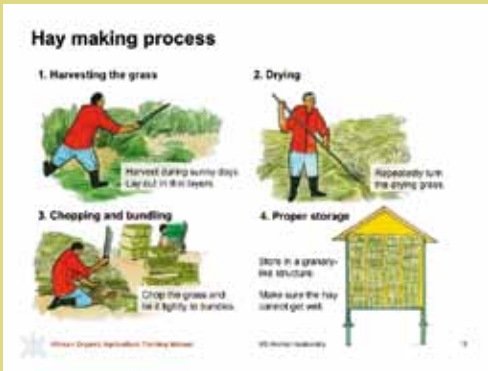 Hay making process
1. Harvesting the grass
Harvest during sunny days.
Lay out in thin layers.
2. Drying
Repeatedly turn
the drying grass.
3. Chopping and bundling
Chop the grass and
tie it tightly to bundles.
4. Proper storage
Store in a granary-
like structure.
Make sure the hay
cannot get wet.
African Organic Agriculture Training Manual